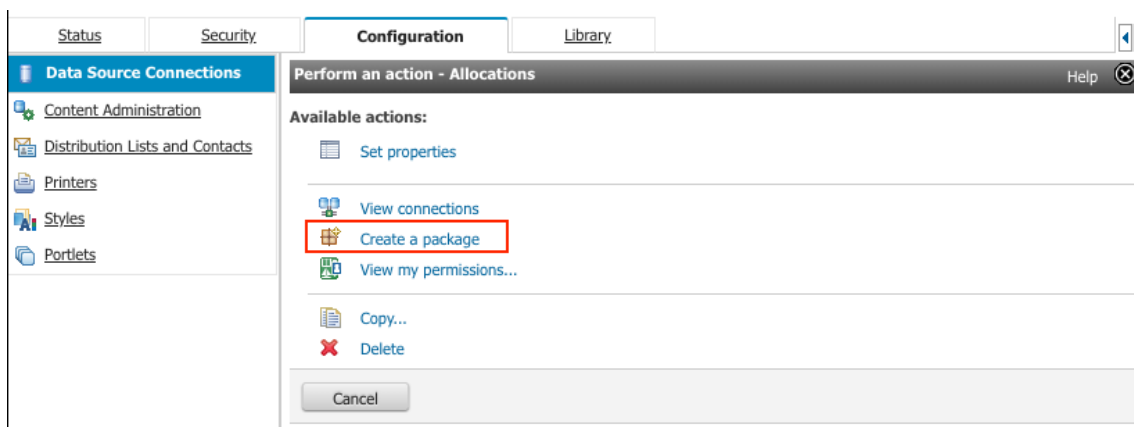 Status Security Configuration Library
Data Source Connections
Content Administration
Distribution Lists and Contacts
Printers
Styles
Portlets
Perform an action - Allocations Help
Available actions:
Set properties
View connections
Create a package
View my permissions...
Copy...
Delete
Cancel